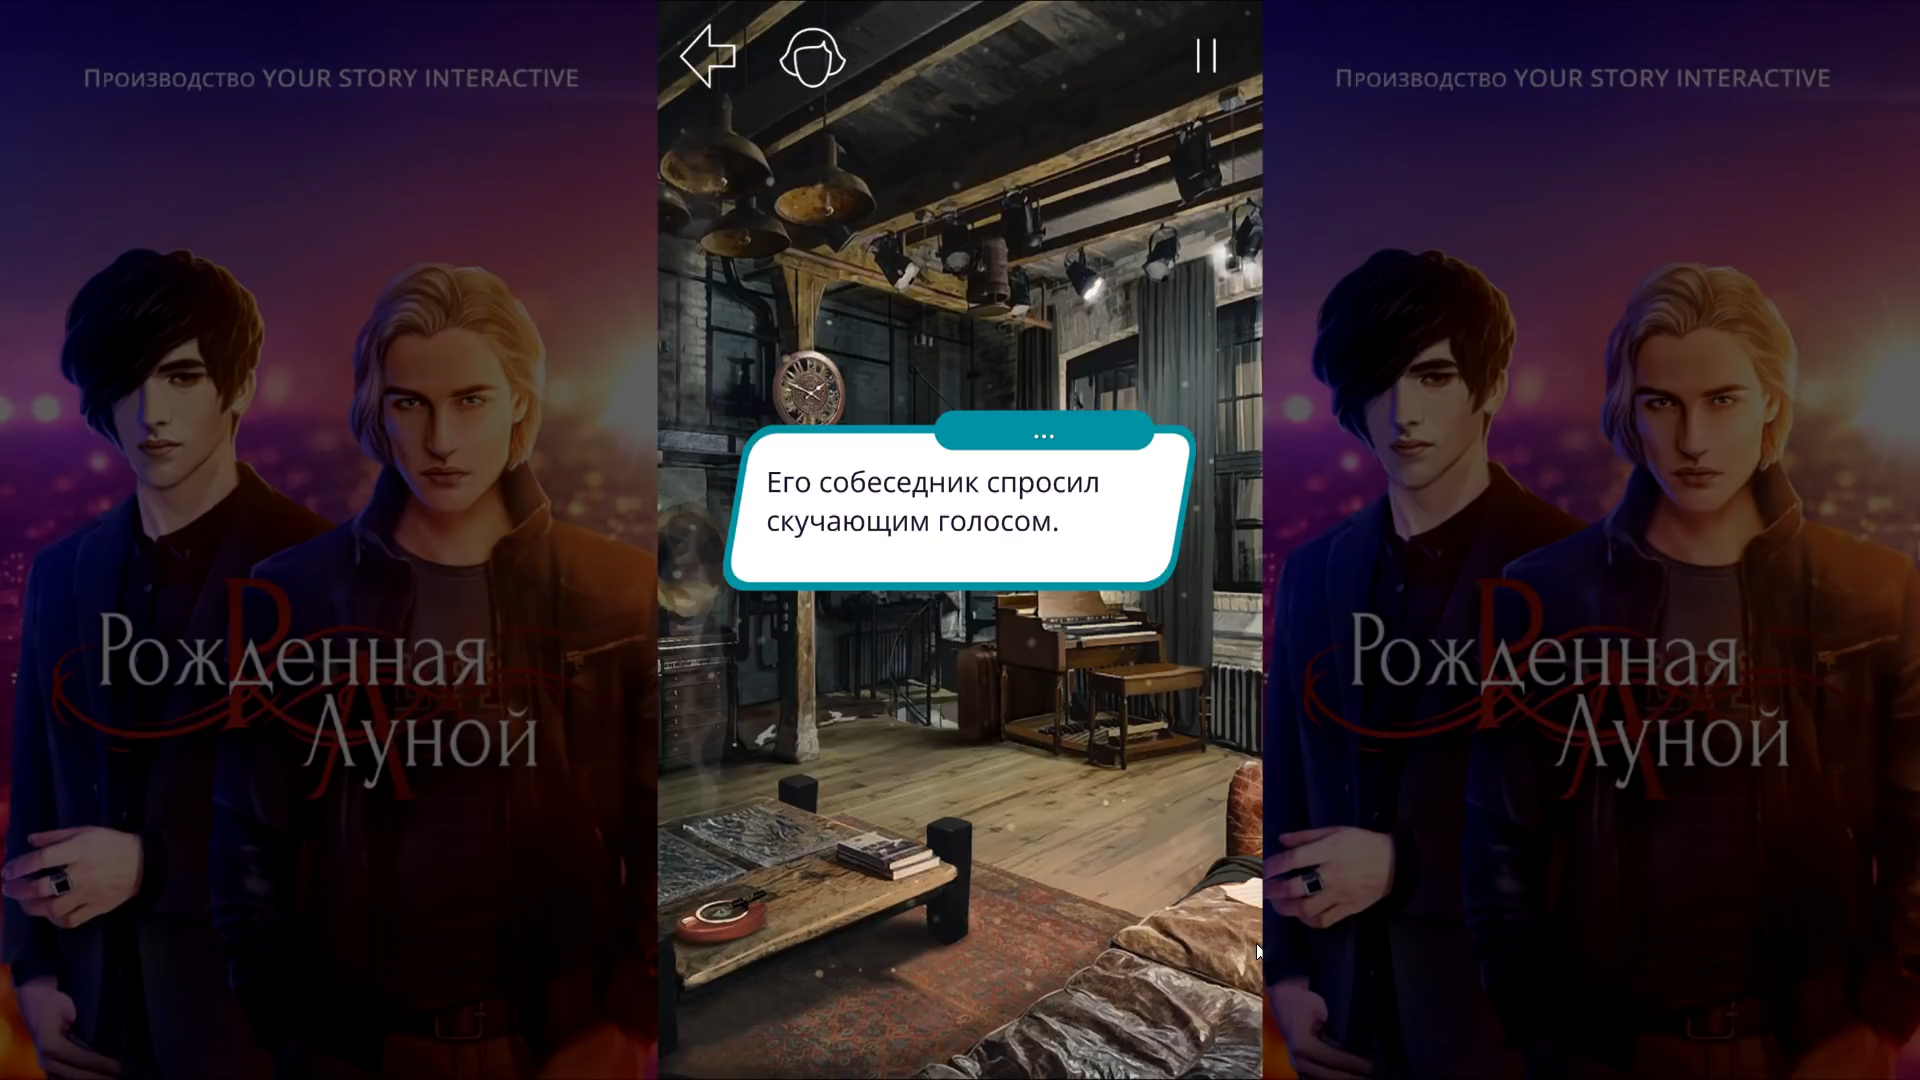 Производство YOUR STORY INTERACTIVE
Рожденная
Луной
...
Его собеседник спросил
скучающим голосом.
Производство YOUR STORY INTERACTIVE
Рожденная
Луной